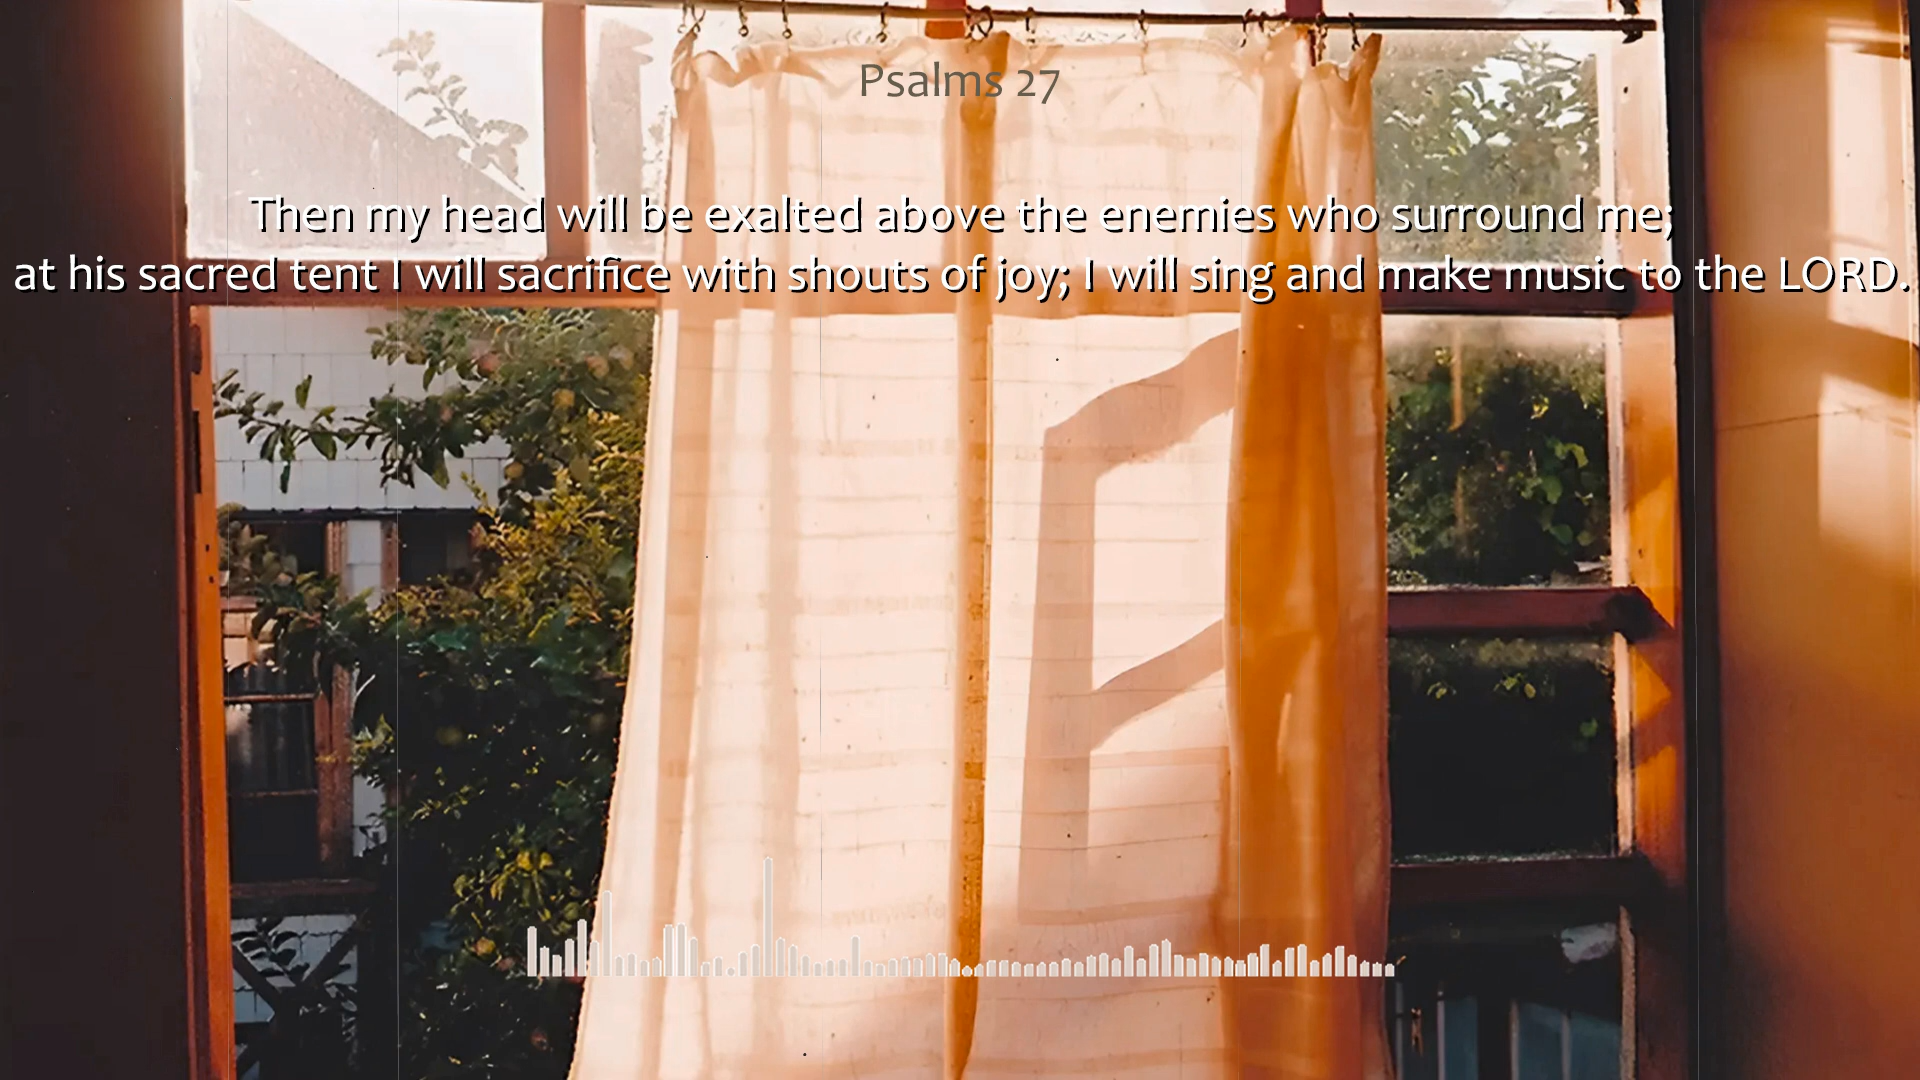 Psalms 27
Then my head will be exalted above the enemies who surround me;
at his sacred tent I will sacrifice with shouts of joy; I will sing and make music to the LORD.